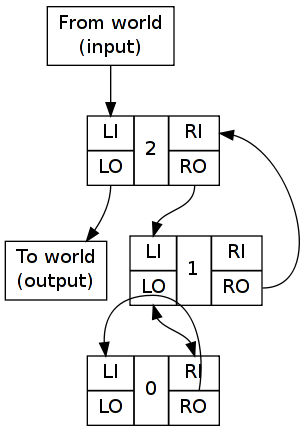 From world
(input)
LI
2
RI
LO
RO
To world
(output)
LI
1
RI
LO
RO
LI
0
RI
LO
RO